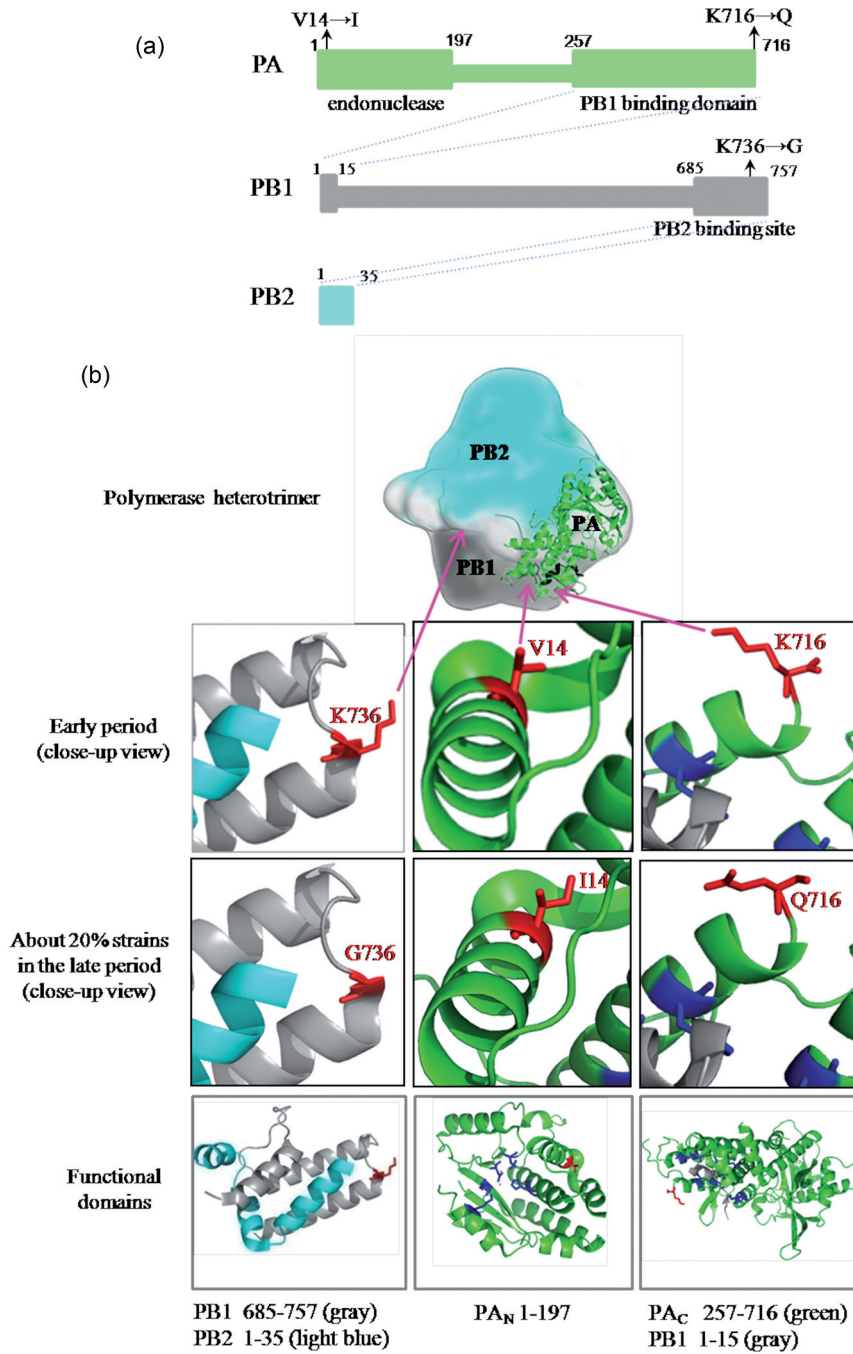 (a)
V14→I
K716→Q
1
197
257
716
PA
endonuclease
PB1 binding domain
K736→G
1
15
685
757
PB1
PB2 binding site
1
35
PB2
(b)
PB2
Polymerase heterotrimer
PA
PB1
K736
V14
K716
Early period
(close-up view)
G736
I14
Q716
About 20% strains
in the late period
(close-up view)
Functional
domains
PB1 685-757 (gray)
PB2 1-35 (light blue)
PAN 1-197
PAC 257-716 (green)
PB1 1-15 (gray)